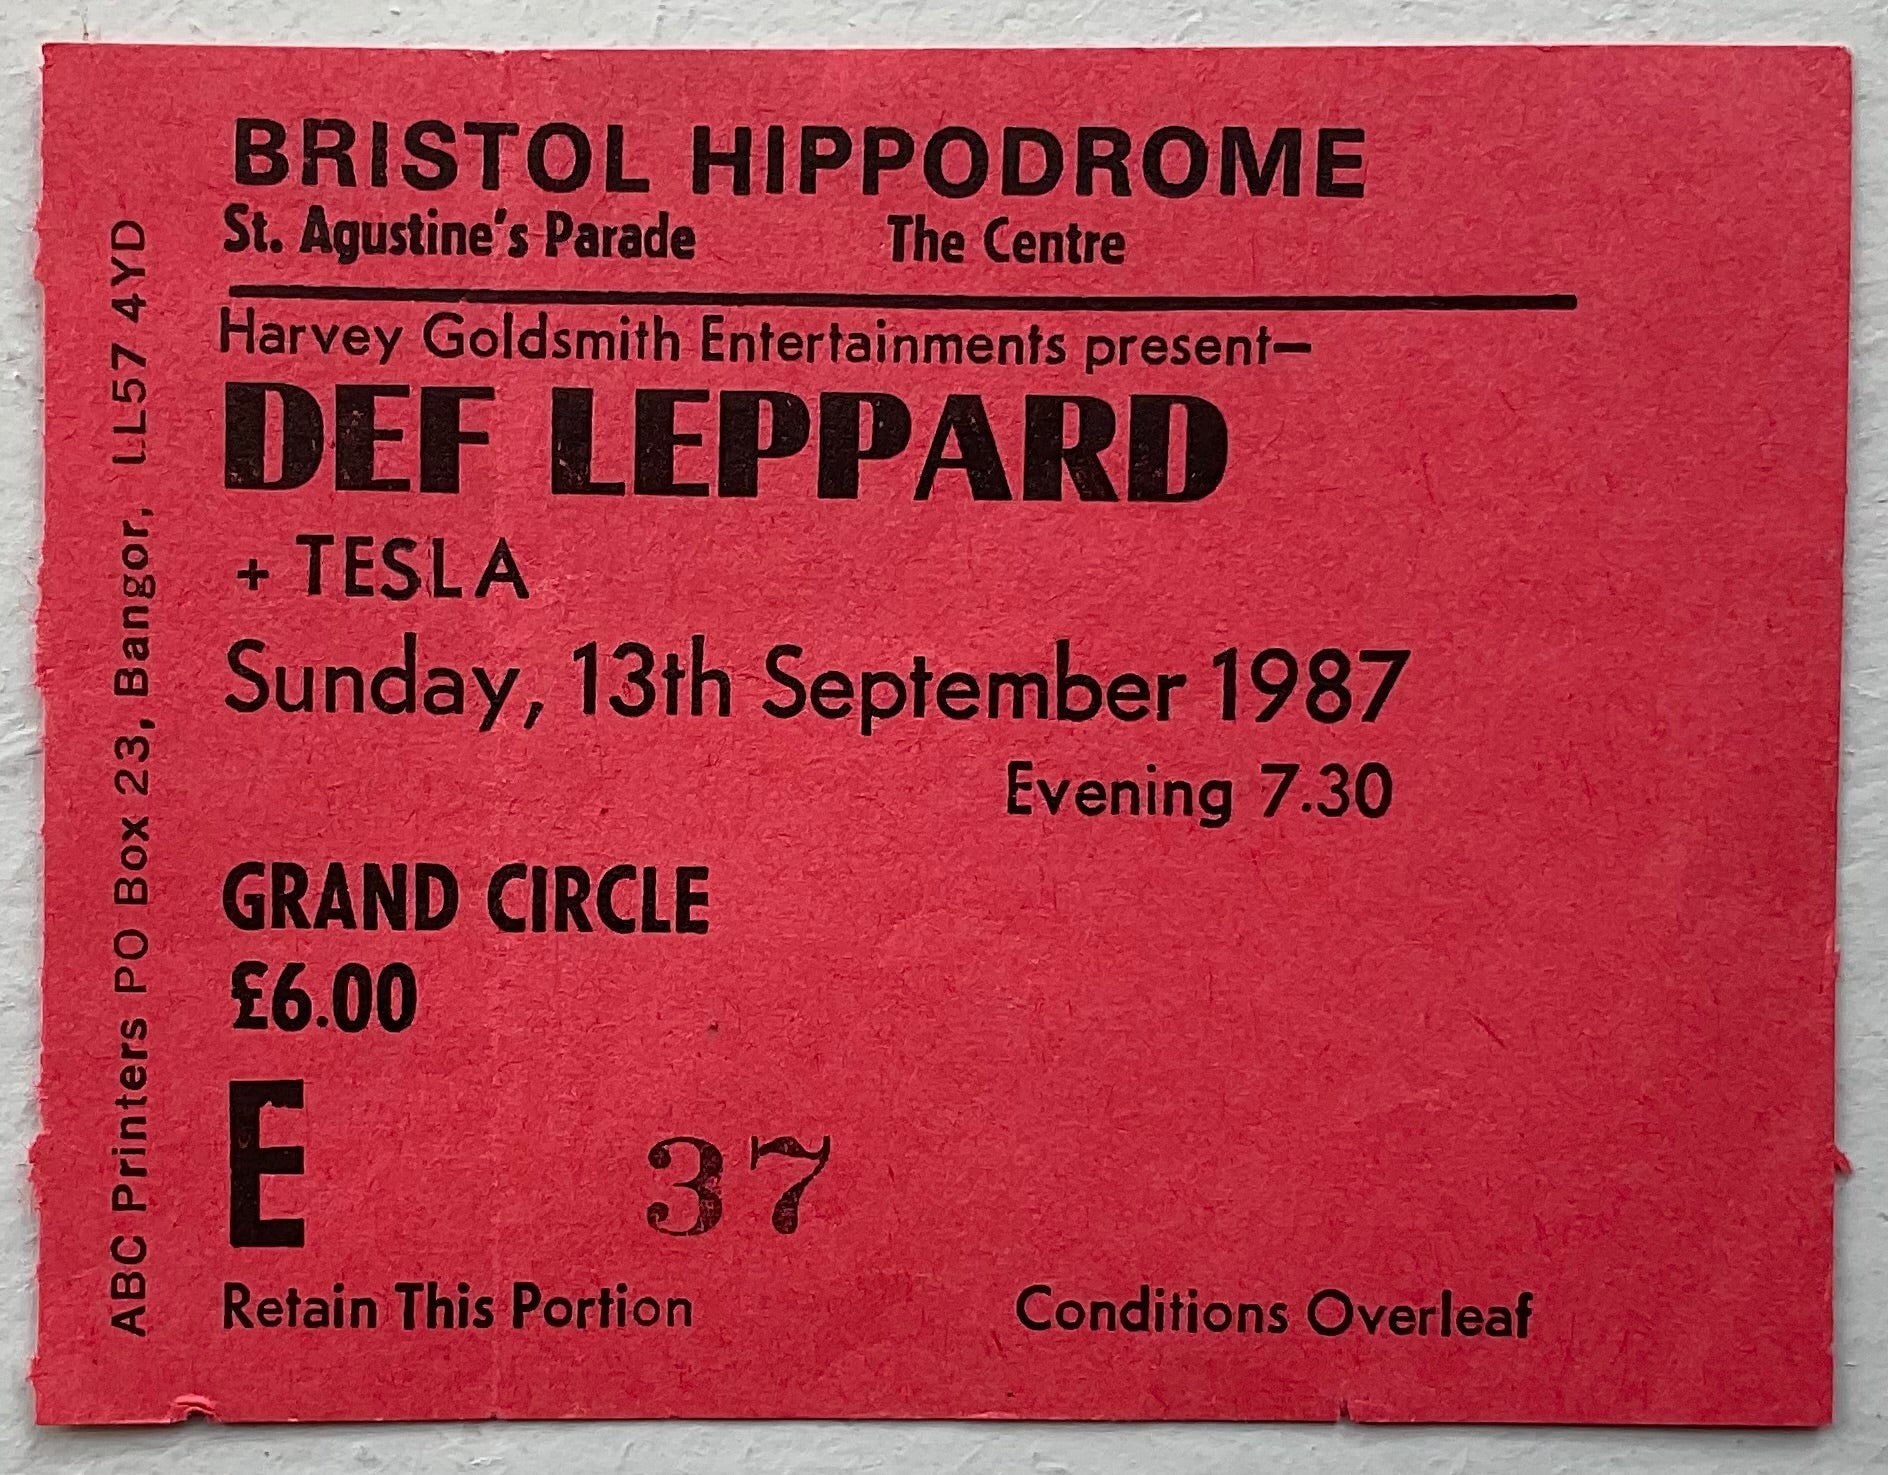 BRISTOL HIPPODROME
St. Agustine's Parade The Centre
Harvey Goldsmith Entertainments present—
DEF LEPPARD
+ TESLA
Sunday, 13th September 1987
Evening 7.30
GRAND CIRCLE
£6.00
E 37
Retain This Portion Conditions Overleaf
ABC Printers PO Box 23, Bangor, LL57 4YD